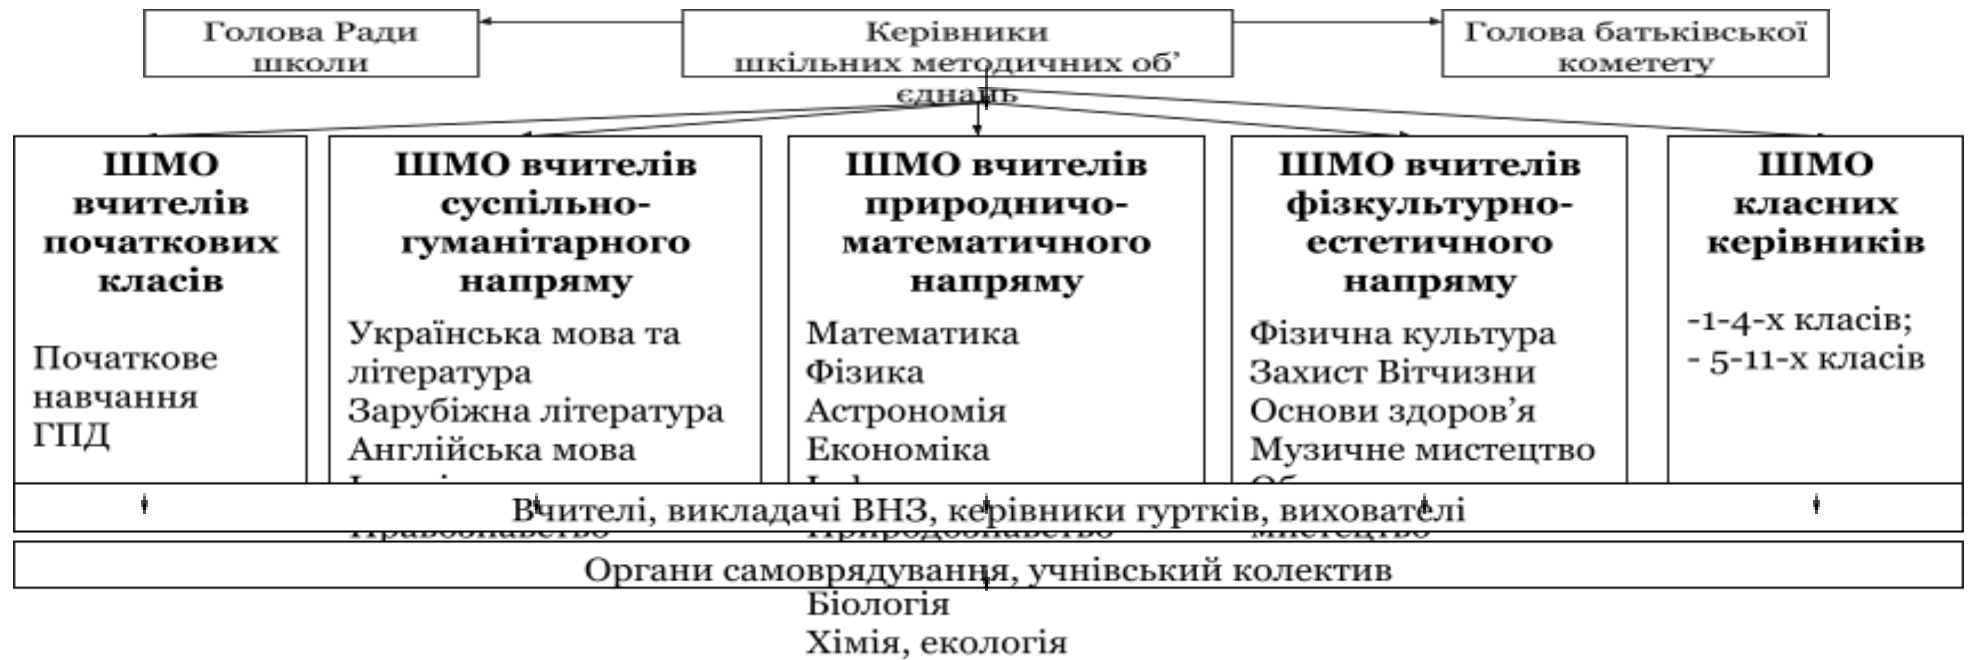 Голова Ради
школи
Керівники
шкільних методичних об’
єднань
Голова батьківської
кометету
ШМО
вчителів
початкових
класів
Початкове
навчання
ГПД
ШМО вчителів
суспільно-
гуманітарного
напряму
Українська мова та
література
Зарубіжна література
Англійська мова
Правознавство
ШМО вчителів
природничо-
математичного
напряму
Математика
Фізика
Астрономія
Економіка
Природознавство
Біологія
Хімія, екологія
ШМО вчителів
фізкультурно-
естетичного
напряму
Фізична культура
Захист Вітчизни
Основи здоров’я
Музичне мистецтво
мистецтво
ШМО
класних
керівників
-1-4-х класів;
- 5-11-х класів
Вчителі, викладачі ВНЗ, керівники гуртків, вихователі
Органи самоврядування, учнівський колектив